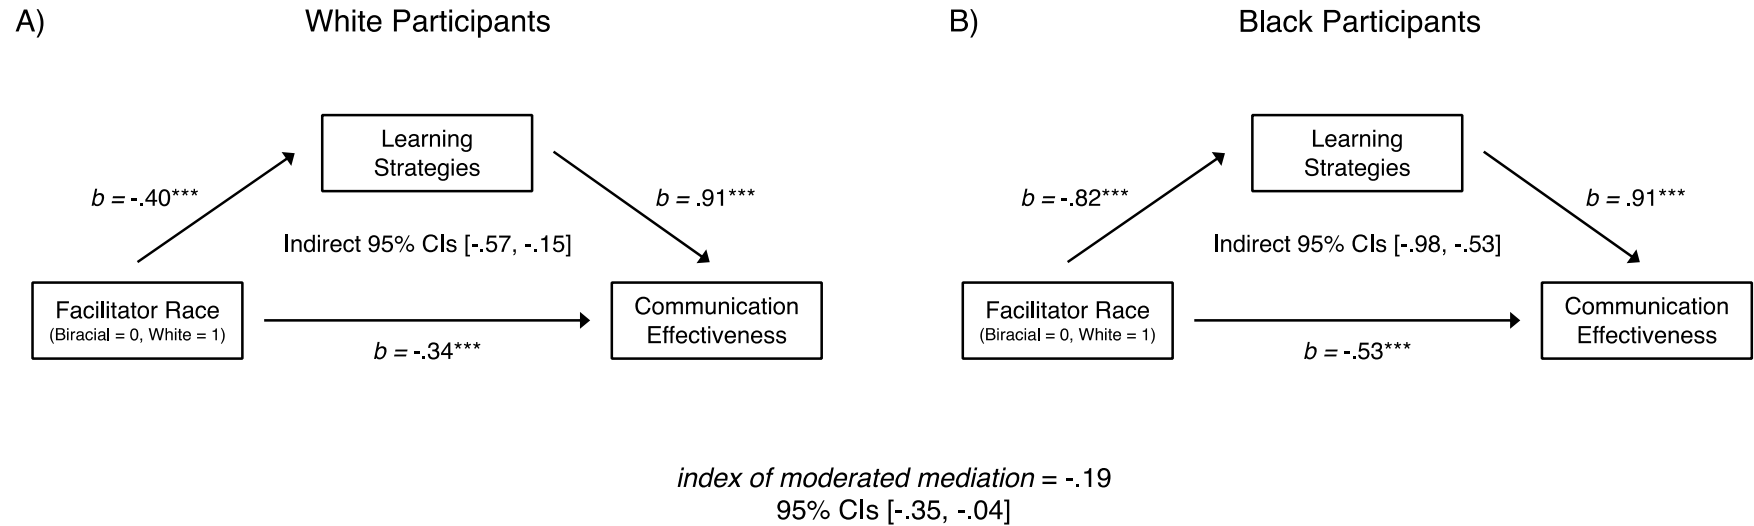 A)
White Participants
Learning
Strategies
b = -.40***
b = .91***
Indirect 95% CIs [-.57, -.15]
Facilitator Race
(Biracial = 0, White = 1)
Communication
Effectiveness
b = -.34***
B)
Black Participants
Learning
Strategies
b = -.82***
b = .91***
Indirect 95% CIs [-.98, -.53]
Facilitator Race
(Biracial = 0, White = 1)
Communication
Effectiveness
b = -.53***
index of moderated mediation = -.19
95% CIs [-.35, -.04]